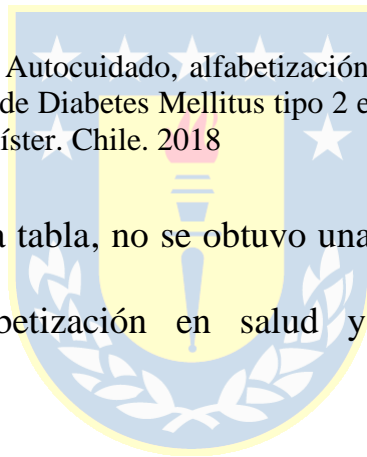 Autocuidado, alfabetización
de Diabetes Mellitus tipo 2 e
íster. Chile. 2018
a tabla, no se obtuvo una
betización en salud y